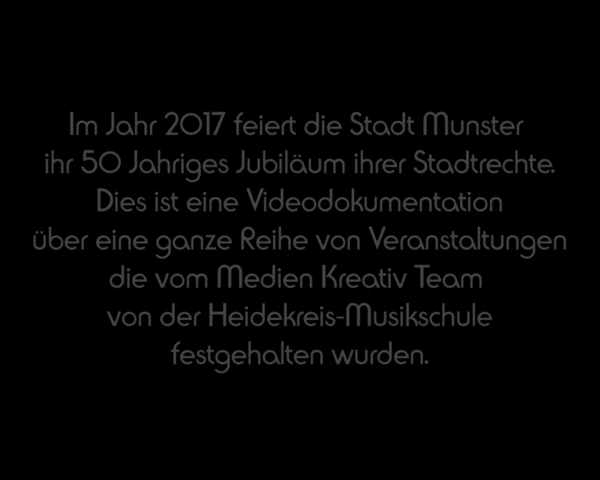 Im Jahr 2017 feiert die Stadt Munster
ihr 50 Jahriges Jubiläum ihrer Stadtrechte.
Dies ist eine Videodokumentation
über eine ganze Reihe von Veranstaltungen
die vom Medien Kreativ Team
von der Heidekreis-Musikschule
festgehalten wurden.